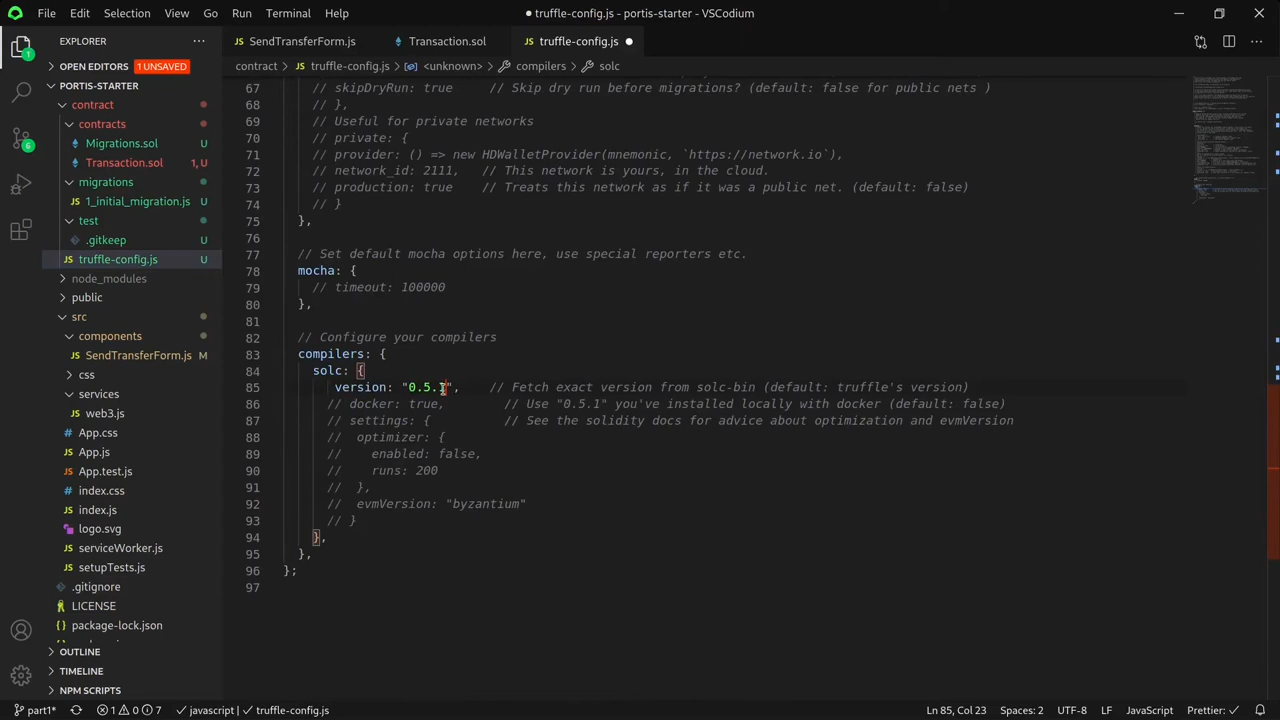 File Edit Selection View Go Run Terminal Help
● truffle-config.js - portis-starter - VSCodium
EXPLORER
OPEN EDITORS 1 UNSAVED
PORTIS-STARTER
contract
contracts
Migrations.sol U
Transaction.sol 1, U
migrations
1_initial_migration.js U
test
.gitkeep U
JS truffle-config.js U
node_modules
public
src
components
JS SendTransferForm.js M
css
services
JS web3.js
App.css
JS App.js
JS App.test.js
index.css
JS index.js
logo.svg
JS serviceWorker.js
JS setupTests.js
.gitignore
LICENSE
{} package-lock.json
OUTLINE
TIMELINE
NPM SCRIPTS
JS SendTransferForm.js
Transaction.sol
JS truffle-config.js ●
contract > JS truffle-config.js > <unknown> > compilers > solc
67 // skipDryRun: true // Skip dry run before migrations? (default: false for public nets )
68 // },
69 // Useful for private networks
70 // private: {
71 // provider: () => new HDWalletProvider(mnemonic, `https://network.io`),
72 // network_id: 2111, // This network is yours, in the cloud.
73 // production: true // Treats this network as if it was a public net. (default: false)
74 // }
75 },
76
77 // Set default mocha options here, use special reporters etc.
78 mocha: {
79 // timeout: 100000
80 },
81
82 // Configure your compilers
83 compilers: {
84 solc: {
85 version: "0.5.1", // Fetch exact version from solc-bin (default: truffle's version)
86 // docker: true, // Use "0.5.1" you've installed locally with docker (default: false)
87 // settings: { // See the solidity docs for advice about optimization and evmVersion
88 // optimizer: {
89 // enabled: false,
90 // runs: 200
91 // },
92 // evmVersion: "byzantium"
93 // }
94 },
95 },
96 };
97
part1* 1 0 7 javascript | truffle-config.js
Ln 85, Col 23 Spaces: 2 UTF-8 LF JavaScript Prettier: ✓
1
6